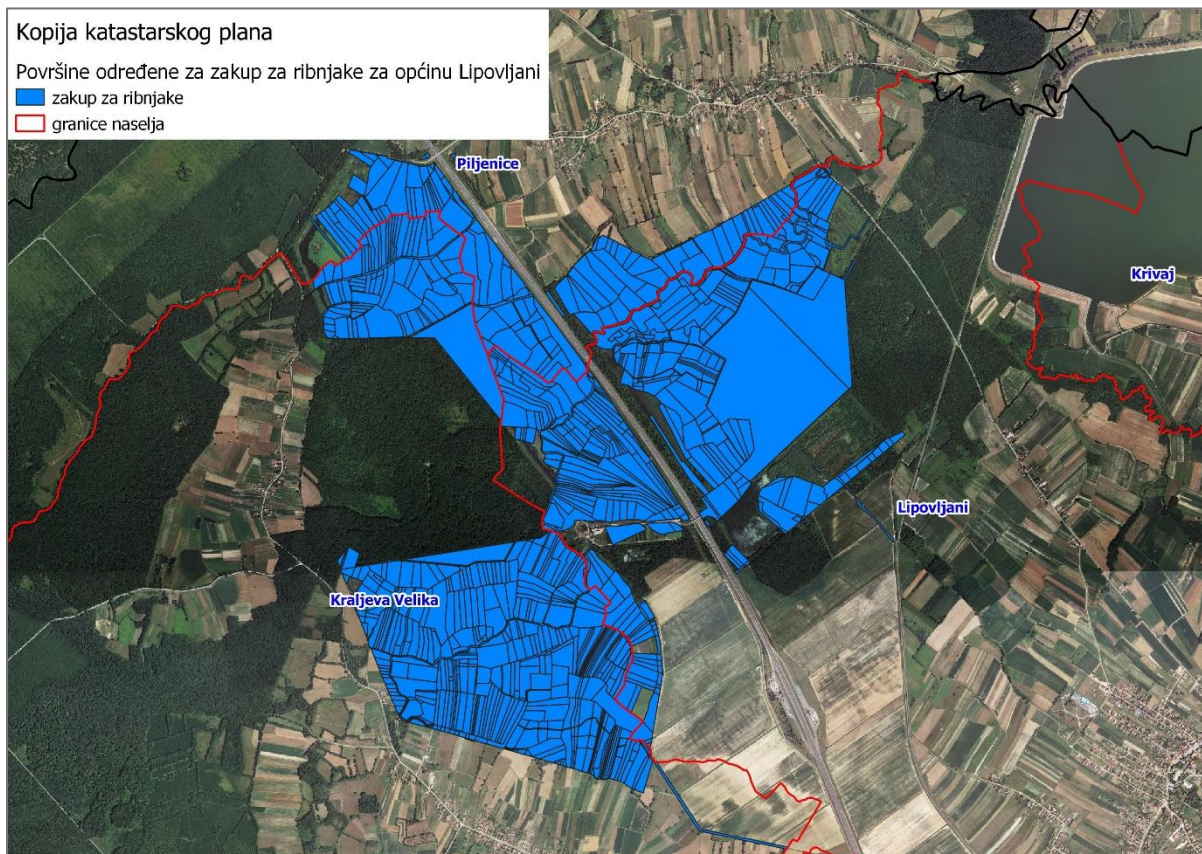 Kopija katastarskog plana
Površine određene za zakup za ribnjake za općinu Lipovljani
zakup za ribnjake
granice naselja
Piljenice
Krivaj
Lipovljani
Kraljeva Velika